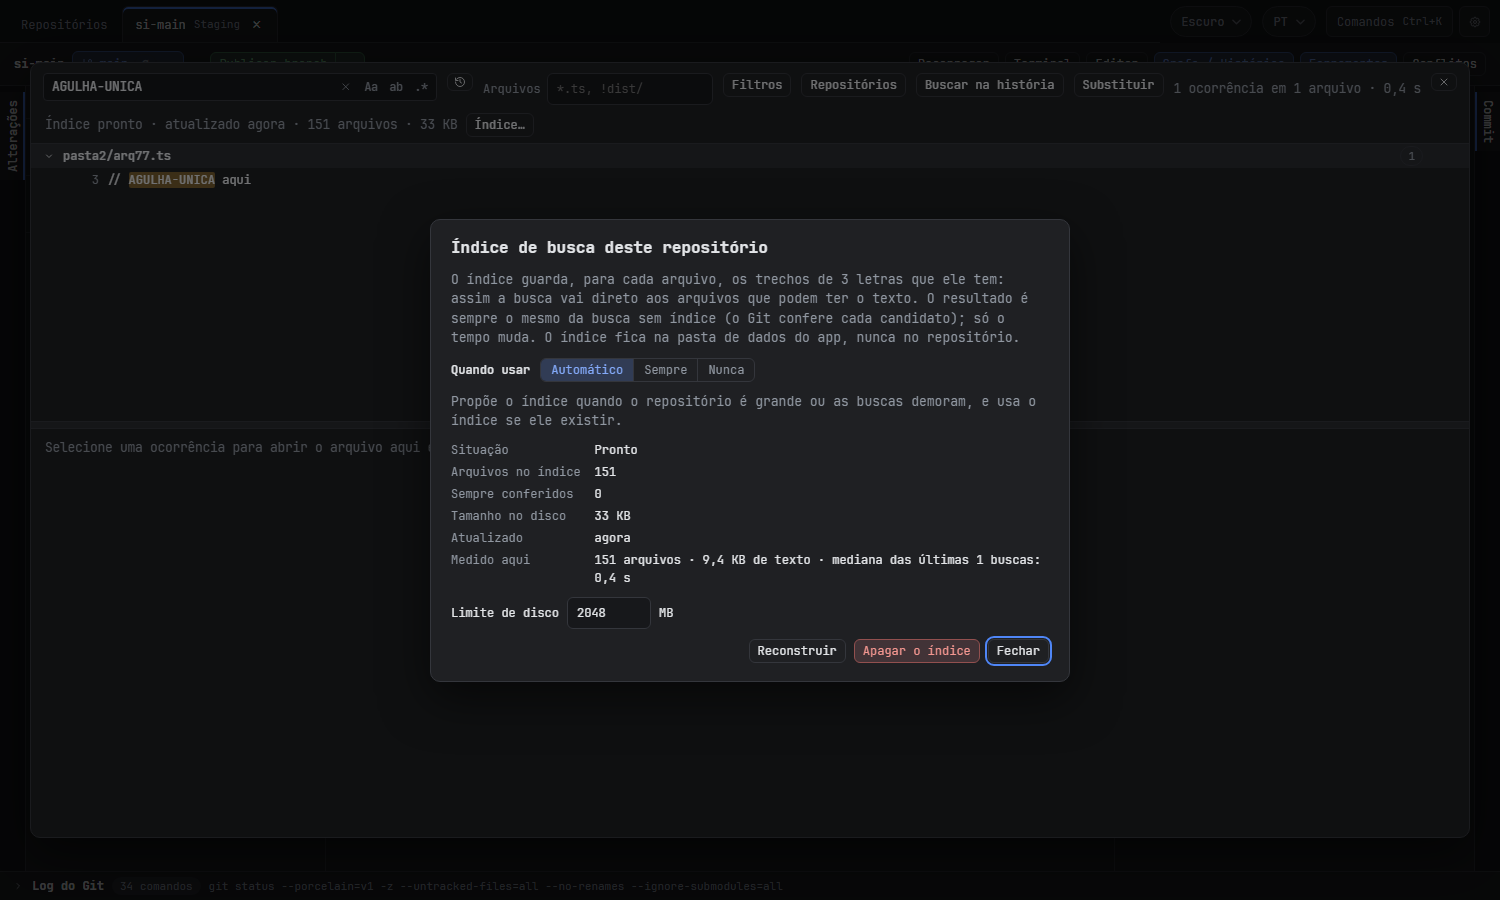 Repositórios si-main Staging × Escuro PT Comandos Ctrl+K
AGULHA-UNICA × Aa ab .* Arquivos *.ts, !dist/ Filtros Repositórios Buscar na história Substituir 1 ocorrência em 1 arquivo · 0,4 s ×
Índice pronto · atualizado agora · 151 arquivos · 33 KB Índice…
pasta2/arq77.ts 1
3 // AGULHA-UNICA aqui
Alterações
Commit
Selecione uma ocorrência para abrir o arquivo aqui
Índice de busca deste repositório
O índice guarda, para cada arquivo, os trechos de 3 letras que ele tem:
assim a busca vai direto aos arquivos que podem ter o texto. O resultado é
sempre o mesmo da busca sem índice (o Git confere cada candidato); só o
tempo muda. O índice fica na pasta de dados do app, nunca no repositório.
Quando usar Automático Sempre Nunca
Propõe o índice quando o repositório é grande ou as buscas demoram, e usa o
índice se ele existir.
Situação Pronto
Arquivos no índice 151
Sempre conferidos 0
Tamanho no disco 33 KB
Atualizado agora
Medido aqui 151 arquivos · 9,4 KB de texto · mediana das últimas 1 buscas:
0,4 s
Limite de disco 2048 MB
Reconstruir Apagar o índice Fechar
Log do Git 34 comandos git status --porcelain=v1 -z --untracked-files=all --no-renames --ignore-submodules=all